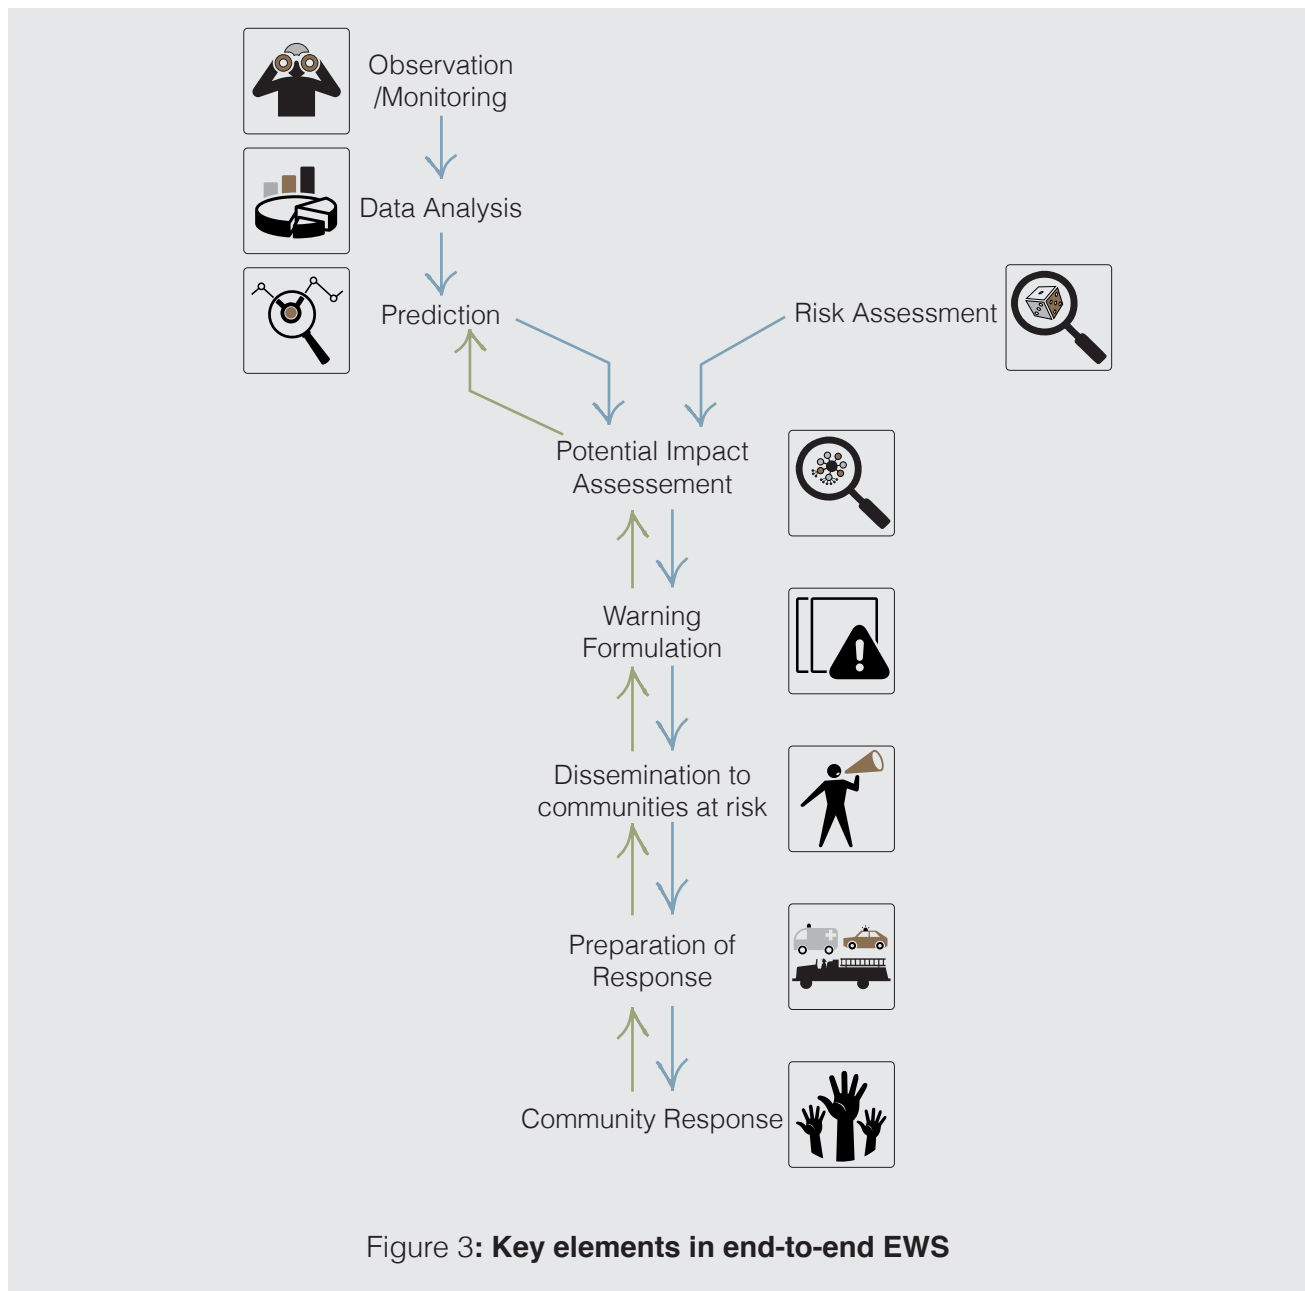 Observation
/Monitoring
Data Analysis
Prediction
Risk Assessment
Potential Impact
Assessement
Warning
Formulation
Dissemination to
communities at risk
Preparation of
Response
Community Response
Figure 3: Key elements in end-to-end EWS